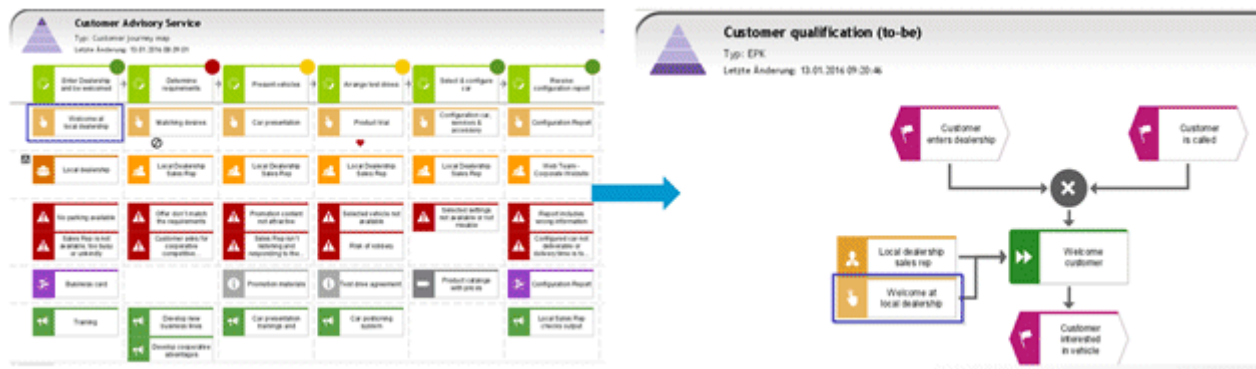 Customer Advisory Service
Typ: Customer journey map
Letzte Änderung: 13.01.2016 08:39:01
Enter Dealership
and be welcomed
Determine
requirements
Present vehicles
Arrange test drives
Select & configure
car
Receive
configuration report
Welcome at
local dealership
Matching desires
Car presentation
Product trial
Configuration car,
services &
accessory
Configuration Report
Local dealership
Local Dealership
Sales Rep
Local Dealership
Sales Rep
Local Dealership
Sales Rep
Local Dealership
Sales Rep
Web Team -
Corporate Website
No parking available
Offer don't match
the requirements
Promotion content
not attractive
Selected vehicle not
available
Selected settings
not available or not
Report includes
wrong information
Sales Rep is not
available, too busy
or unfriendly
Customer asks for
competitive...
Sales Rep isn't
listening and
responding to the...
Risk of robbery
Configured car not
deliverable or
delivery time is to...
Business card
Promotion materials
Test drive agreement
Product catalogs
with prices
Configuration Report
Training
Develop new
business lines
Car presentation
trainings and
Car positioning
system
Local Sales Rep
checks output
Develop cooperative
advantages
Customer qualification (to-be)
Typ: EPK
Letzte Änderung: 13.01.2016 09:20:46
Customer
enters dealership
Customer
is called
Local dealership
sales rep
Welcome
customer
Welcome at
local dealership
Customer
interested
in vehicle